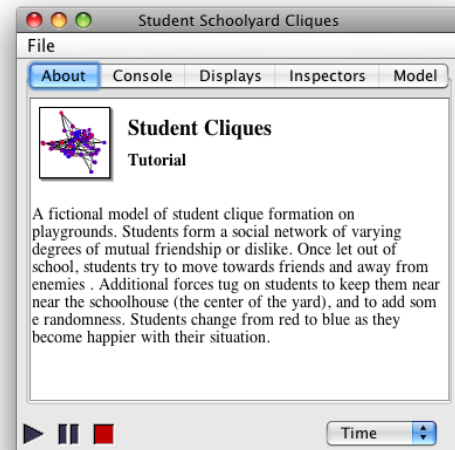 Student Schoolyard Cliques
File
About Console Displays Inspectors Model
Student Cliques
Tutorial
A fictional model of student clique formation on
playgrounds. Students form a social network of varying
degrees of mutual friendship or dislike. Once let out of
school, students try to move towards friends and away from
enemies . Additional forces tug on students to keep them near
near the schoolhouse (the center of the yard), and to add som
e randomness. Students change from red to blue as they
become happier with their situation.
Time